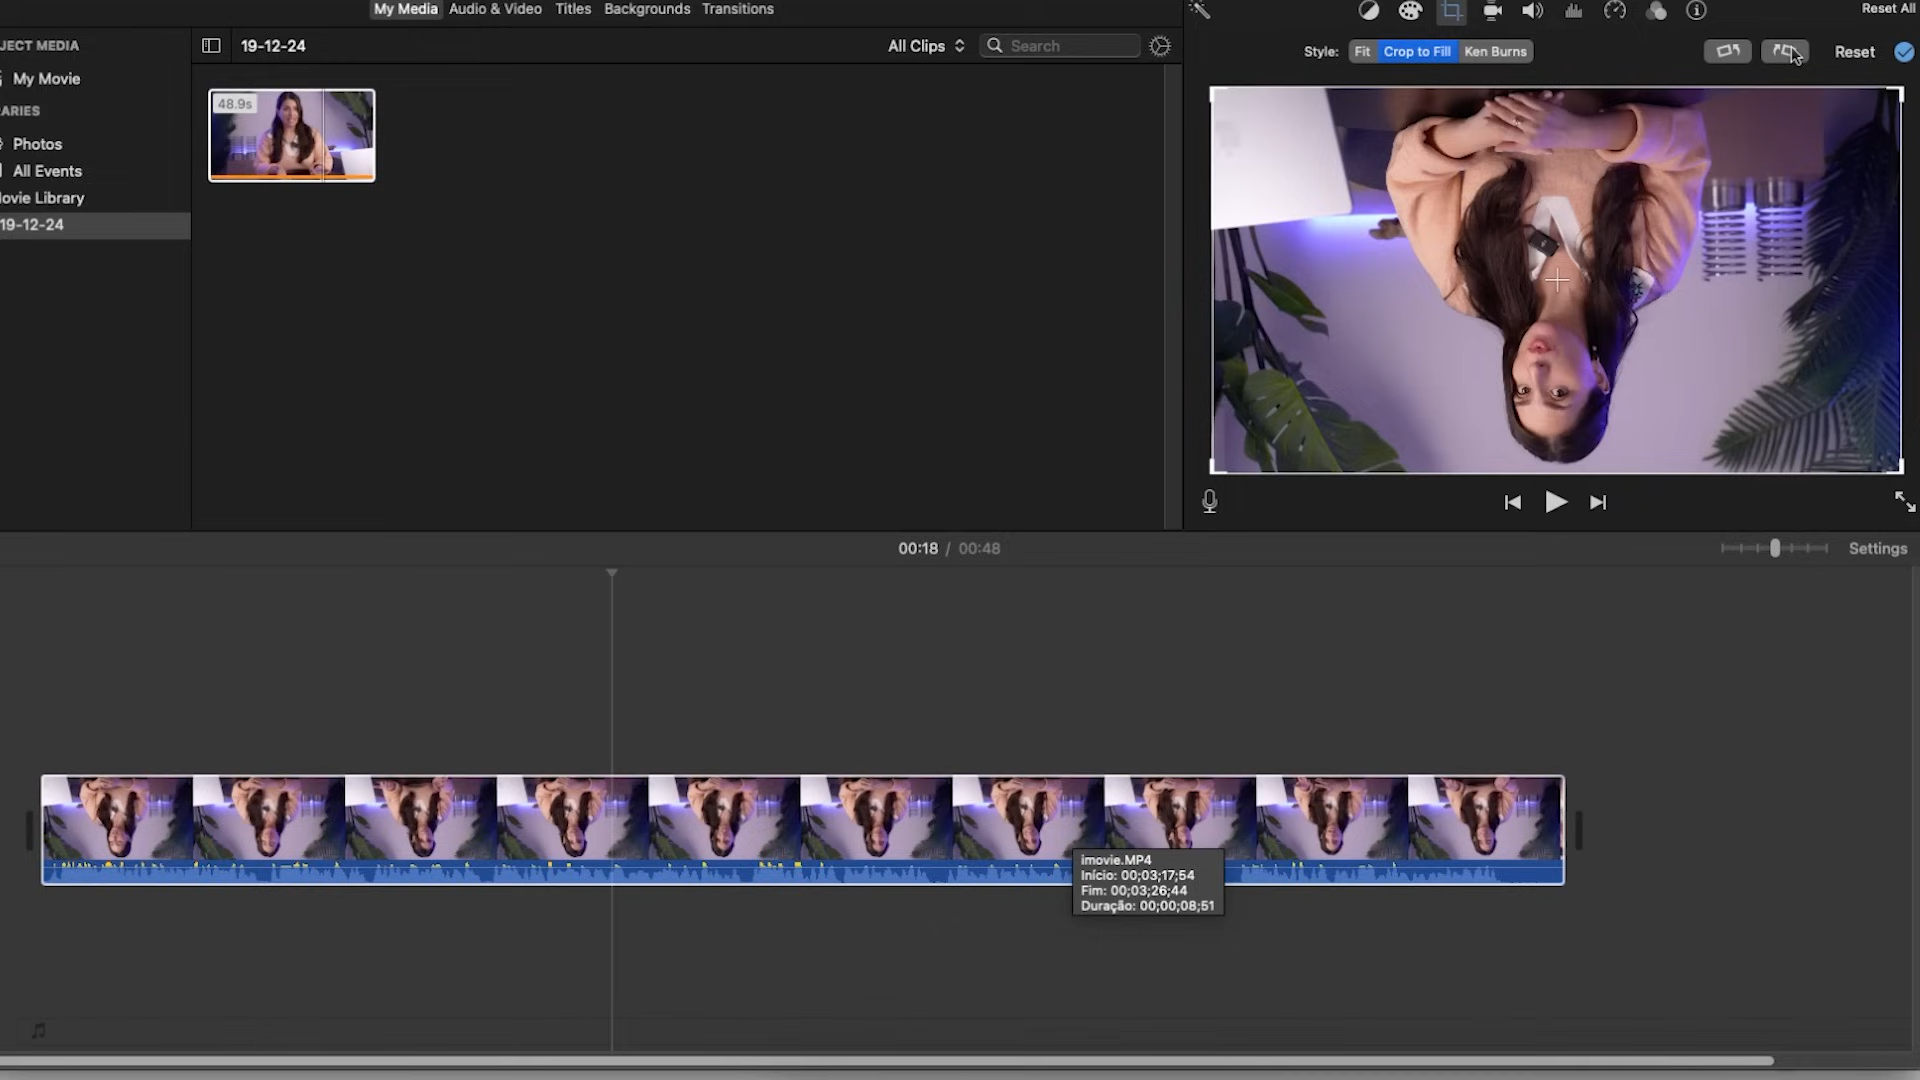 My Media Audio & Video Titles Backgrounds Transitions
Reset All
JECT MEDIA
19-12-24
All Clips
Search
Style: Fit Crop to Fill Ken Burns
Reset
My Movie
ARIES
48.9s
Photos
All Events
ovie Library
19-12-24
00:18 / 00:48
Settings
imovie.MP4
Início: 00;03;17;54
Fim: 00;03;26;44
Duração: 00;00;08;51